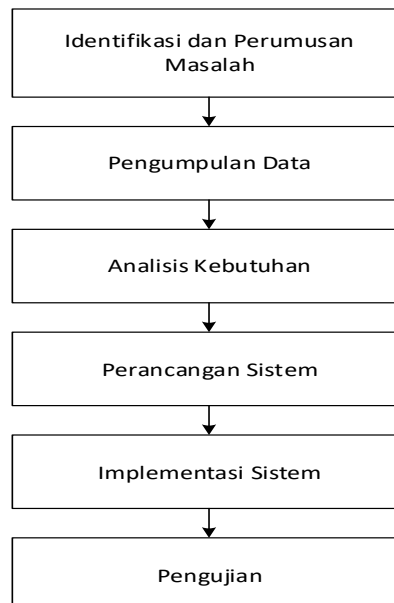 Identifikasi dan Perumusan
Masalah
Pengumpulan Data
Analisis Kebutuhan
Perancangan Sistem
Implementasi Sistem
Pengujian